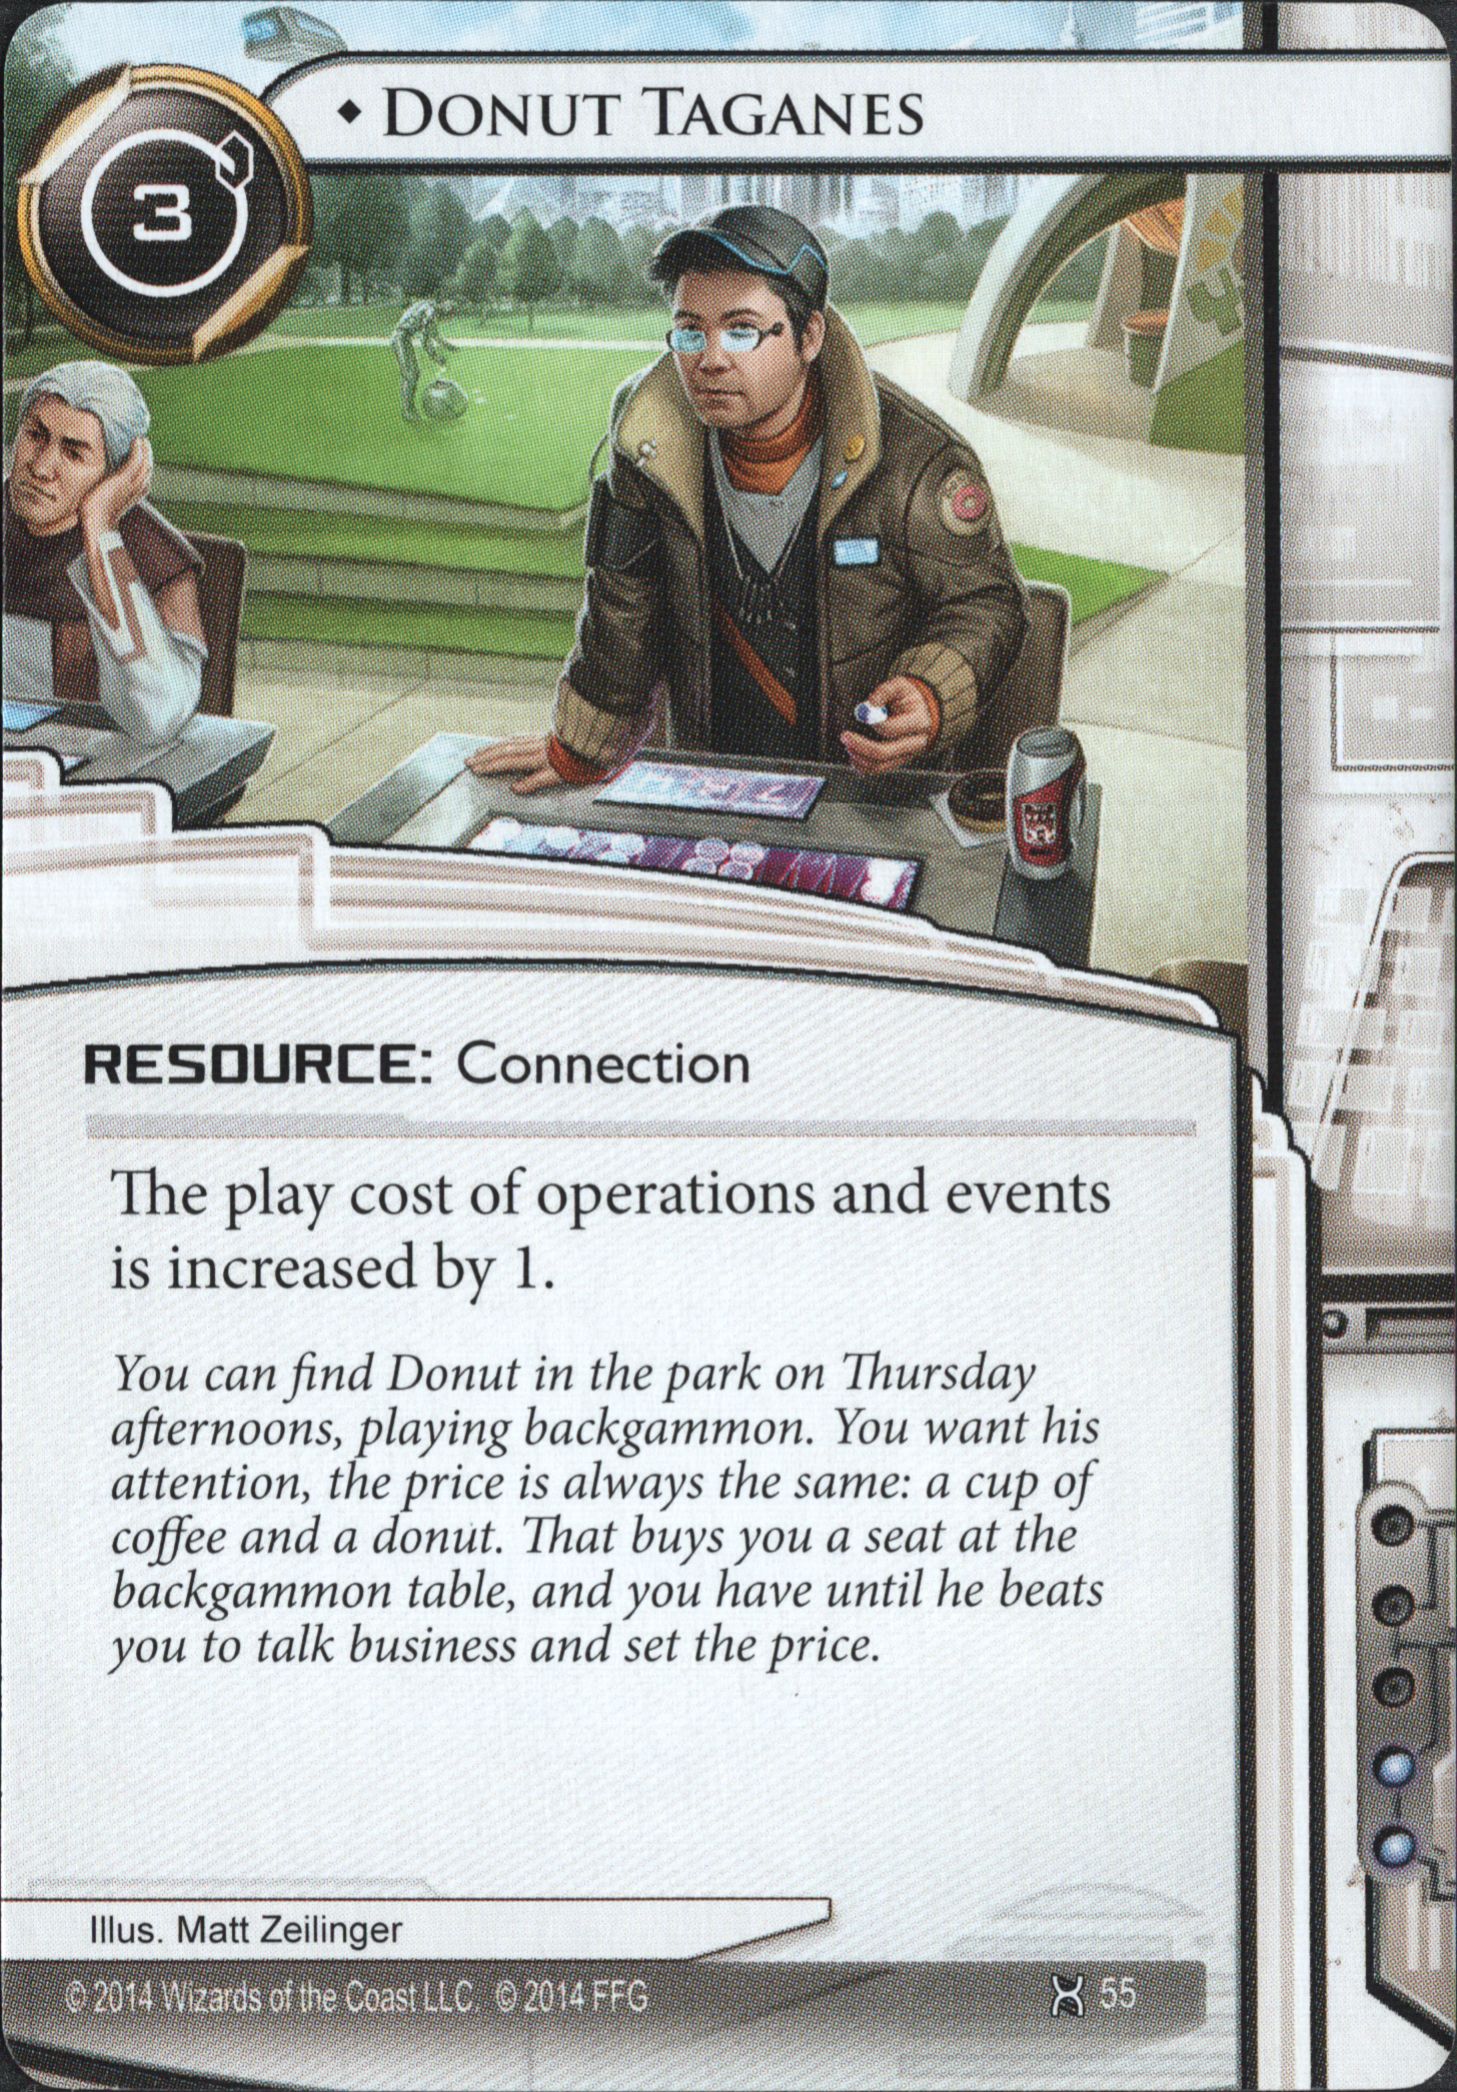 3
◆ Donut Taganes
RESOURCE: Connection
The play cost of operations and events
is increased by 1.
You can find Donut in the park on Thursday
afternoons, playing backgammon. You want his
attention, the price is always the same: a cup of
coffee and a donut. That buys you a seat at the
backgammon table, and you have until he beats
you to talk business and set the price.
Illus. Matt Zeilinger
© 2014 Wizards of the Coast LLC. © 2014 FFG
55